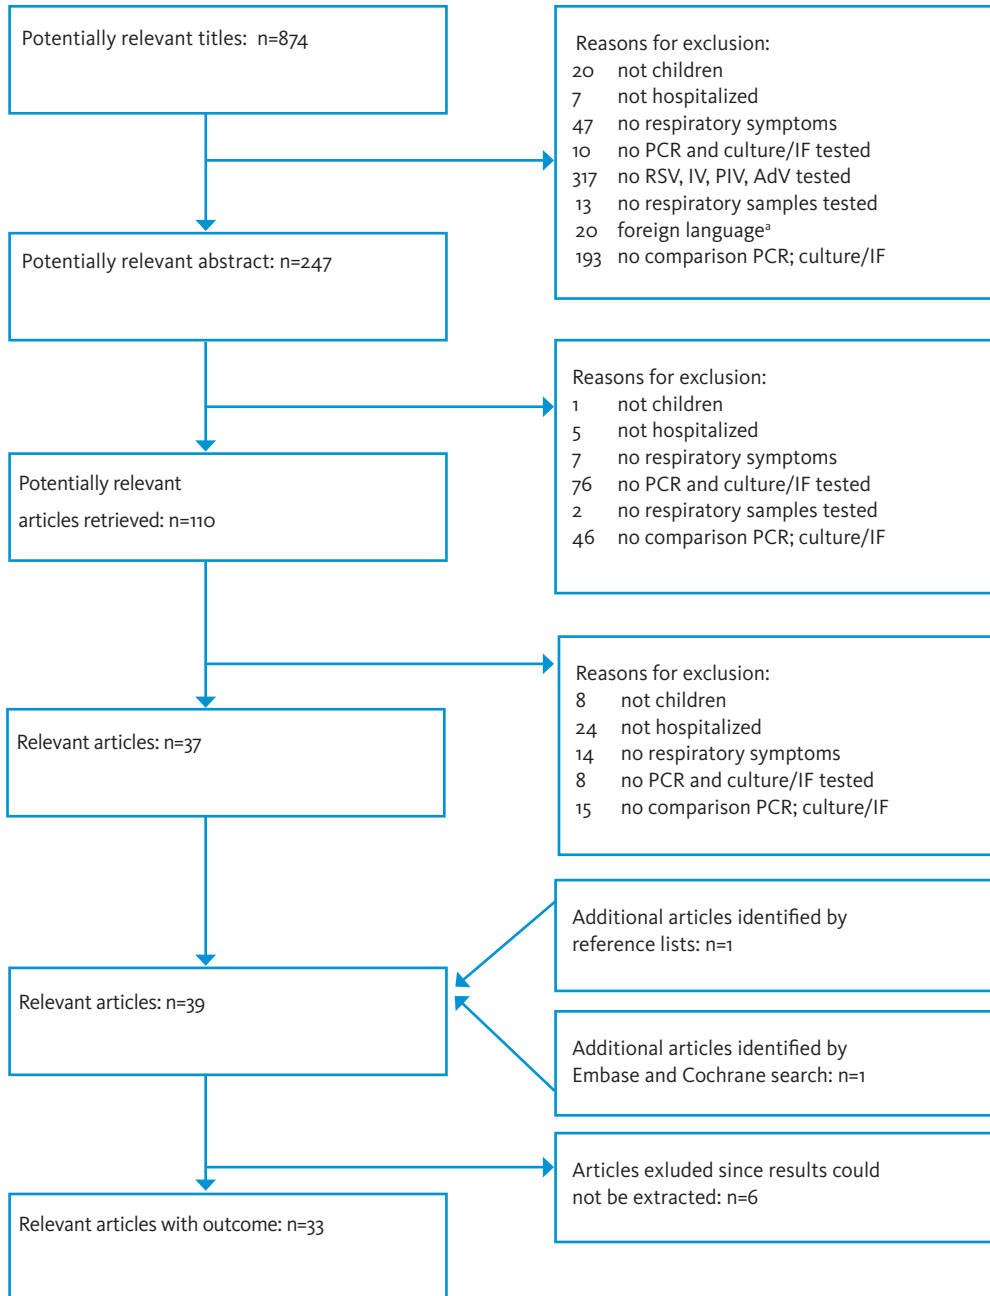 Potentially relevant titles: n=874
Reasons for exclusion:
20 not children
7 not hospitalized
47 no respiratory symptoms
10 no PCR and culture/IF tested
317 no RSV, IV, PIV, AdV tested
13 no respiratory samples tested
20 foreign languageᵃ
193 no comparison PCR; culture/IF
Potentially relevant abstract: n=247
Reasons for exclusion:
1 not children
5 not hospitalized
7 no respiratory symptoms
76 no PCR and culture/IF tested
2 no respiratory samples tested
46 no comparison PCR; culture/IF
Potentially relevant
articles retrieved: n=110
Reasons for exclusion:
8 not children
24 not hospitalized
14 no respiratory symptoms
8 no PCR and culture/IF tested
15 no comparison PCR; culture/IF
Relevant articles: n=37
Additional articles identified by
reference lists: n=1
Relevant articles: n=39
Additional articles identified by
Embase and Cochrane search: n=1
Articles exluded since results could
not be extracted: n=6
Relevant articles with outcome: n=33